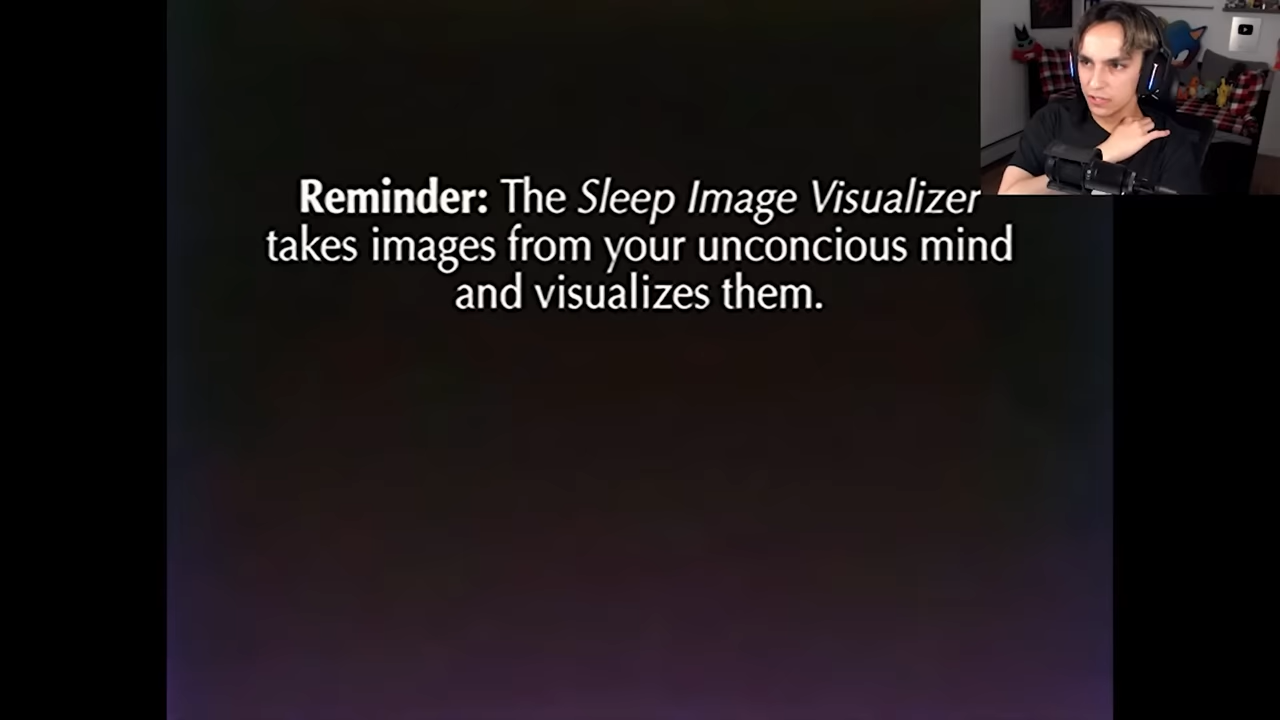 Reminder: The Sleep Image Visualizer
takes images from your unconcious mind
and visualizes them.